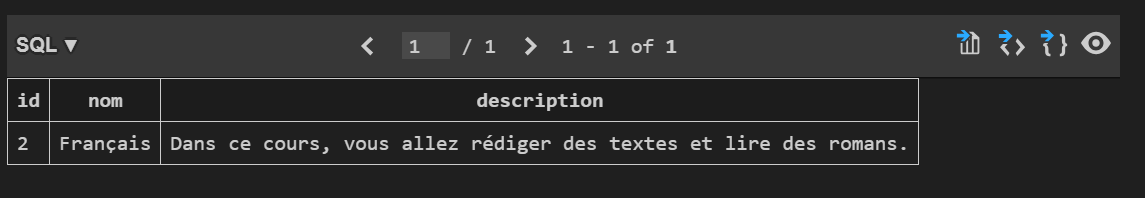 SQL ▼ 1 / 1 1 - 1 of 1
id nom description
2 Français Dans ce cours, vous allez rédiger des textes et lire des romans.